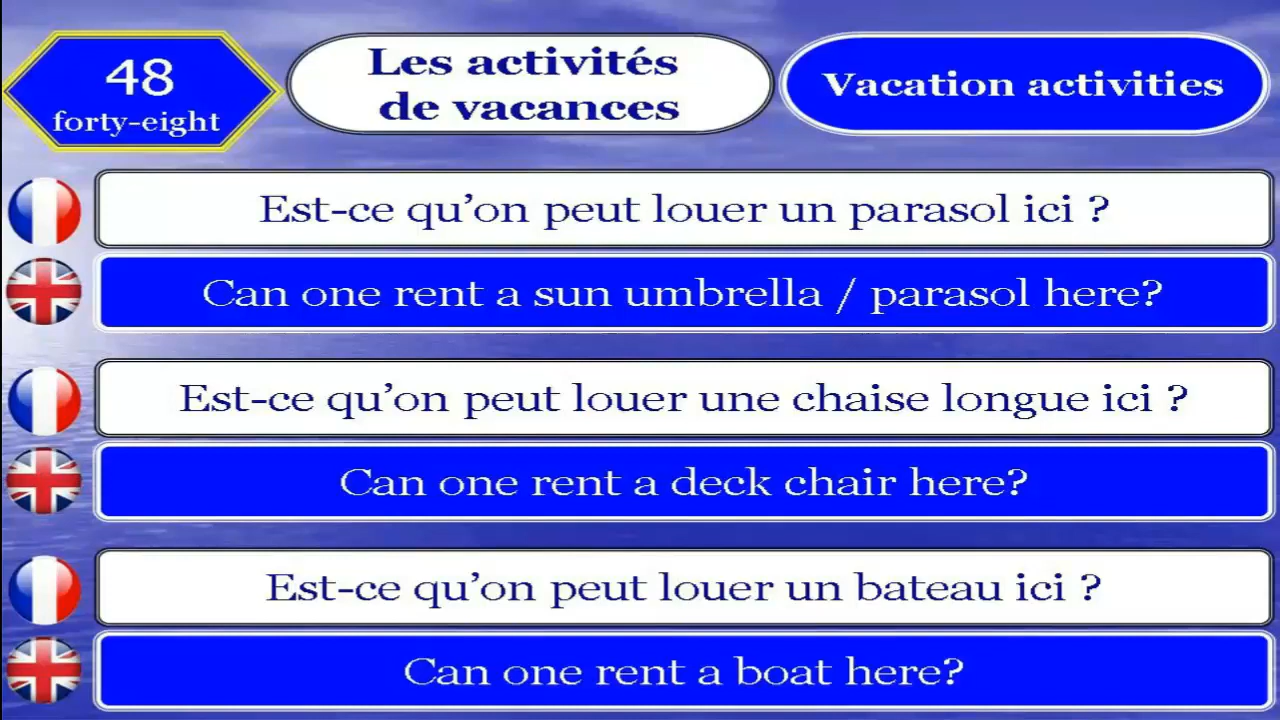 48
forty-eight
Les activités
de vacances
Vacation activities
Est-ce qu’on peut louer un parasol ici ?
Can one rent a sun umbrella / parasol here?
Est-ce qu’on peut louer une chaise longue ici ?
Can one rent a deck chair here?
Est-ce qu’on peut louer un bateau ici ?
Can one rent a boat here?